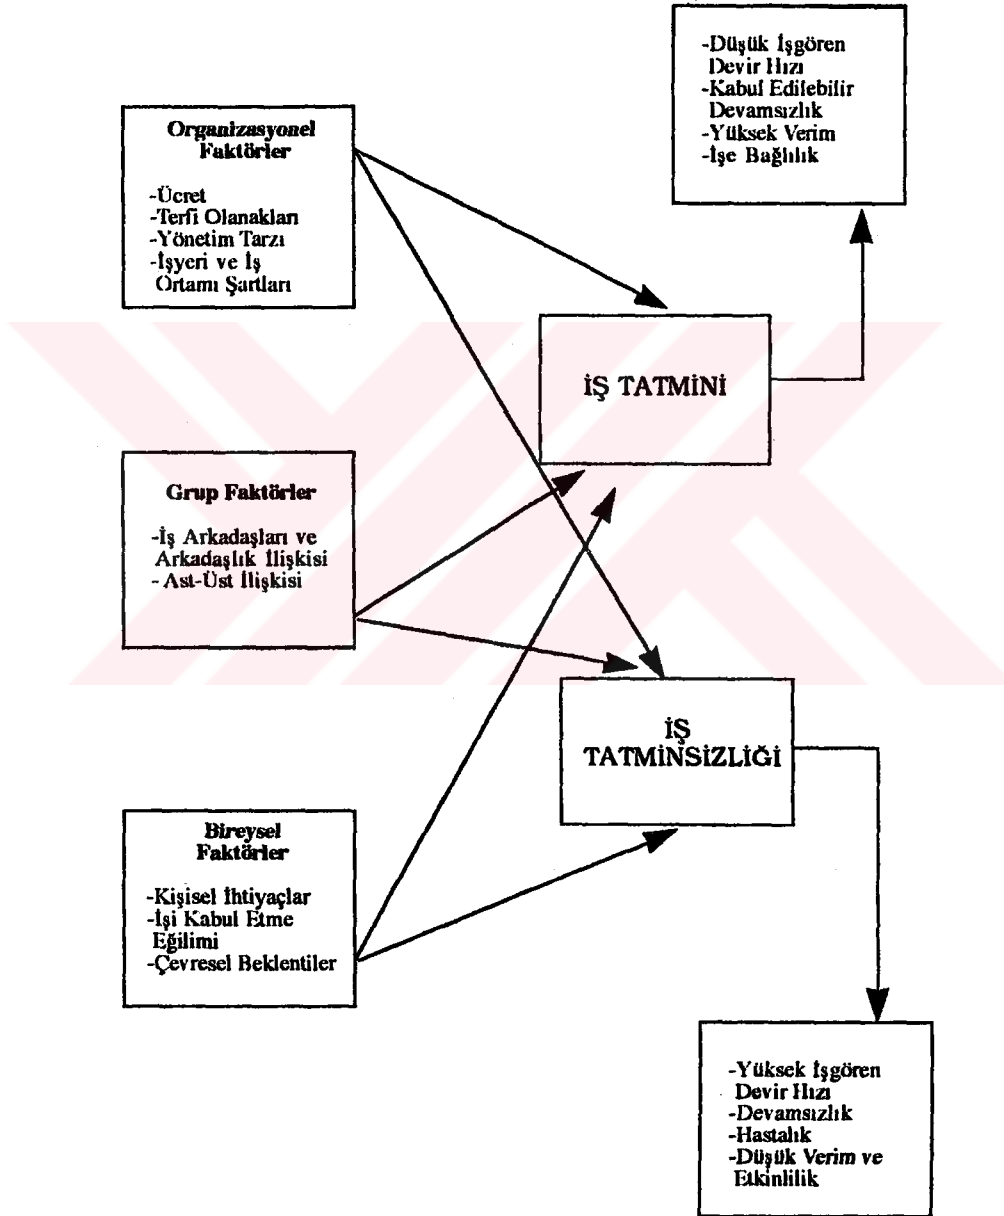 -Düşük İşgören
Devir Hızı
-Kabul Edilebilir
Devamsızlık
-Yüksek Verim
-İşe Bağlılık
Organizasyonel
Faktörler
-Ücret
-Terfi Olanakları
-Yönetim Tarzı
-İşyeri ve İş
Ortamı Şartları
İŞ TATMİNİ
Grup Faktörler
-İş Arkadaşları ve
Arkadaşlık İlişkisi
- Ast-Üst İlişkisi
İŞ
TATMİNSİZLİĞİ
Bireysel
Faktörler
-Kişisel İhtiyaçlar
-İşi Kabul Etme
Eğilimi
-Çevresel Beklentiler
-Yüksek İşgören
Devir Hızı
-Devamsızlık
-Hastalık
-Düşük Verim ve
Etkinlilik